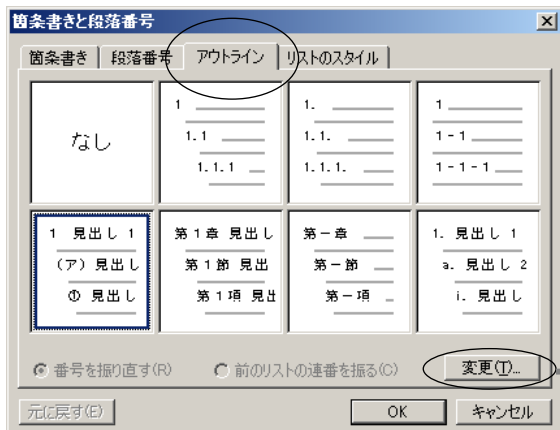 箇条書きと段落番号
箇条書き 段落番号 アウトライン リストのスタイル
なし
1
1.1
1.1.1
1.
1.1.
1.1.1.
1
1-1
1-1-1
1 見出し 1
(ア) 見出し
① 見出し
第1章 見出し
第1節 見出
第1項 見出
第一章
第一節
第一項
1. 見出し 1
a. 見出し 2
i. 見出し
番号を振り直す(R) 前のリストの連番を振る(C) 変更(T)...
元に戻す(E) OK キャンセル